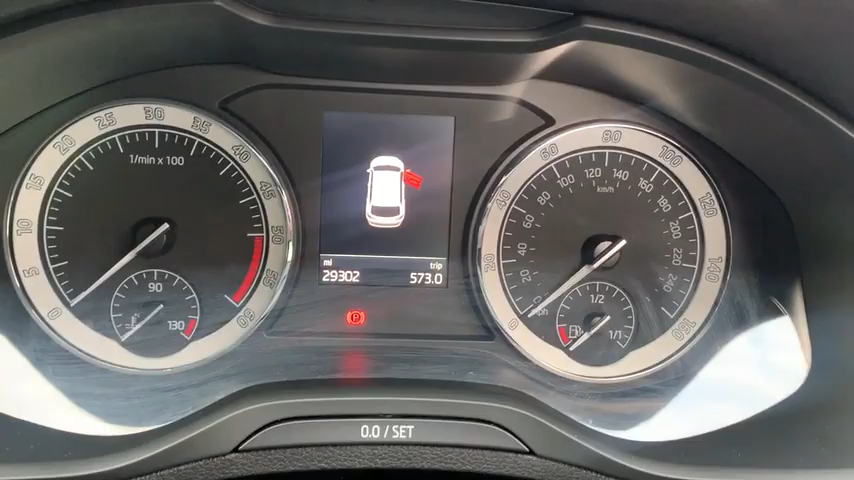 0 5 10 15 20 25 30 35 40 45 50 55 60
1/min x 100
90
130
mi
29302
trip
573.0
P
0 20 40 60 80 100 120 140 160
0 20 40 60 80 100 120 140 160 180 200 220 240
km/h
mph
1/2
1/1
0.0 / SET